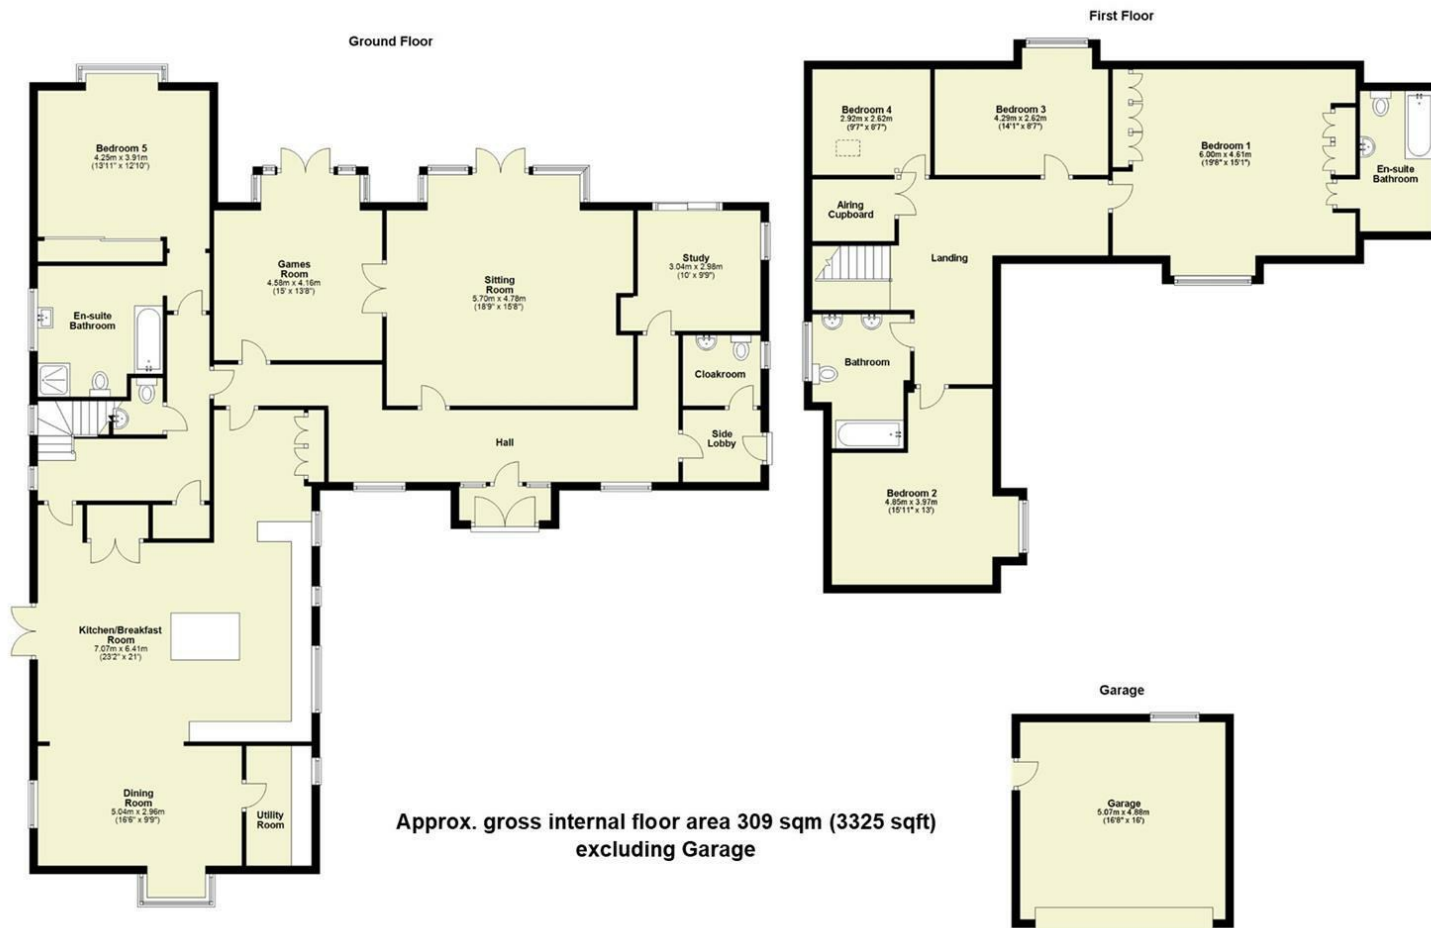 Ground Floor
Bedroom 5
4.25m x 3.91m
(13'11" x 12'10")
Games
Room
4.58m x 4.16m
(15' x 13'8")
Sitting
Room
5.70m x 4.78m
(18'9" x 15'8")
Study
3.04m x 2.98m
(10' x 9'9")
En-suite
Bathroom
Cloakroom
Side
Lobby
Hall
Kitchen/Breakfast
Room
7.07m x 6.41m
(23'2" x 21')
Dining
Room
5.04m x 2.96m
(16'6" x 9'9")
Utility
Room
First Floor
Bedroom 4
2.92m x 2.62m
(9'7" x 8'7")
Bedroom 3
4.29m x 2.62m
(14'1" x 8'7")
Bedroom 1
6.00m x 4.61m
(19'8" x 15'1")
En-suite
Bathroom
Airing
Cupboard
Landing
Bathroom
Bedroom 2
4.85m x 3.97m
(15'11" x 13')
Garage
Garage
5.07m x 4.88m
(16'8" x 16')
Approx. gross internal floor area 309 sqm (3325 sqft)
excluding Garage